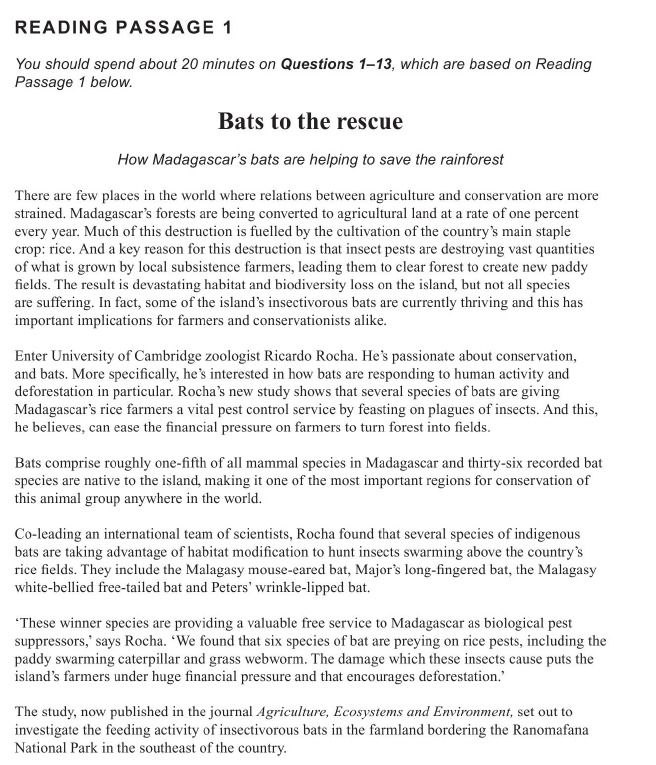 READING PASSAGE 1
You should spend about 20 minutes on Questions 1–13, which are based on Reading
Passage 1 below.
Bats to the rescue
How Madagascar's bats are helping to save the rainforest
There are few places in the world where relations between agriculture and conservation are more
strained. Madagascar's forests are being converted to agricultural land at a rate of one percent
every year. Much of this destruction is fuelled by the cultivation of the country's main staple
crop: rice. And a key reason for this destruction is that insect pests are destroying vast quantities
of what is grown by local subsistence farmers, leading them to clear forest to create new paddy
fields. The result is devastating habitat and biodiversity loss on the island, but not all species
are suffering. In fact, some of the island's insectivorous bats are currently thriving and this has
important implications for farmers and conservationists alike.
Enter University of Cambridge zoologist Ricardo Rocha. He's passionate about conservation,
and bats. More specifically, he's interested in how bats are responding to human activity and
deforestation in particular. Rocha's new study shows that several species of bats are giving
Madagascar's rice farmers a vital pest control service by feasting on plagues of insects. And this,
he believes, can ease the financial pressure on farmers to turn forest into fields.
Bats comprise roughly one-fifth of all mammal species in Madagascar and thirty-six recorded bat
species are native to the island, making it one of the most important regions for conservation of
this animal group anywhere in the world.
Co-leading an international team of scientists, Rocha found that several species of indigenous
bats are taking advantage of habitat modification to hunt insects swarming above the country's
rice fields. They include the Malagasy mouse-eared bat, Major's long-fingered bat, the Malagasy
white-bellied free-tailed bat and Peters' wrinkle-lipped bat.
'These winner species are providing a valuable free service to Madagascar as biological pest
suppressors,' says Rocha. 'We found that six species of bat are preying on rice pests, including the
paddy swarming caterpillar and grass webworm. The damage which these insects cause puts the
island's farmers under huge financial pressure and that encourages deforestation.'
The study, now published in the journal Agriculture, Ecosystems and Environment, set out to
investigate the feeding activity of insectivorous bats in the farmland bordering the Ranomafana
National Park in the southeast of the country.